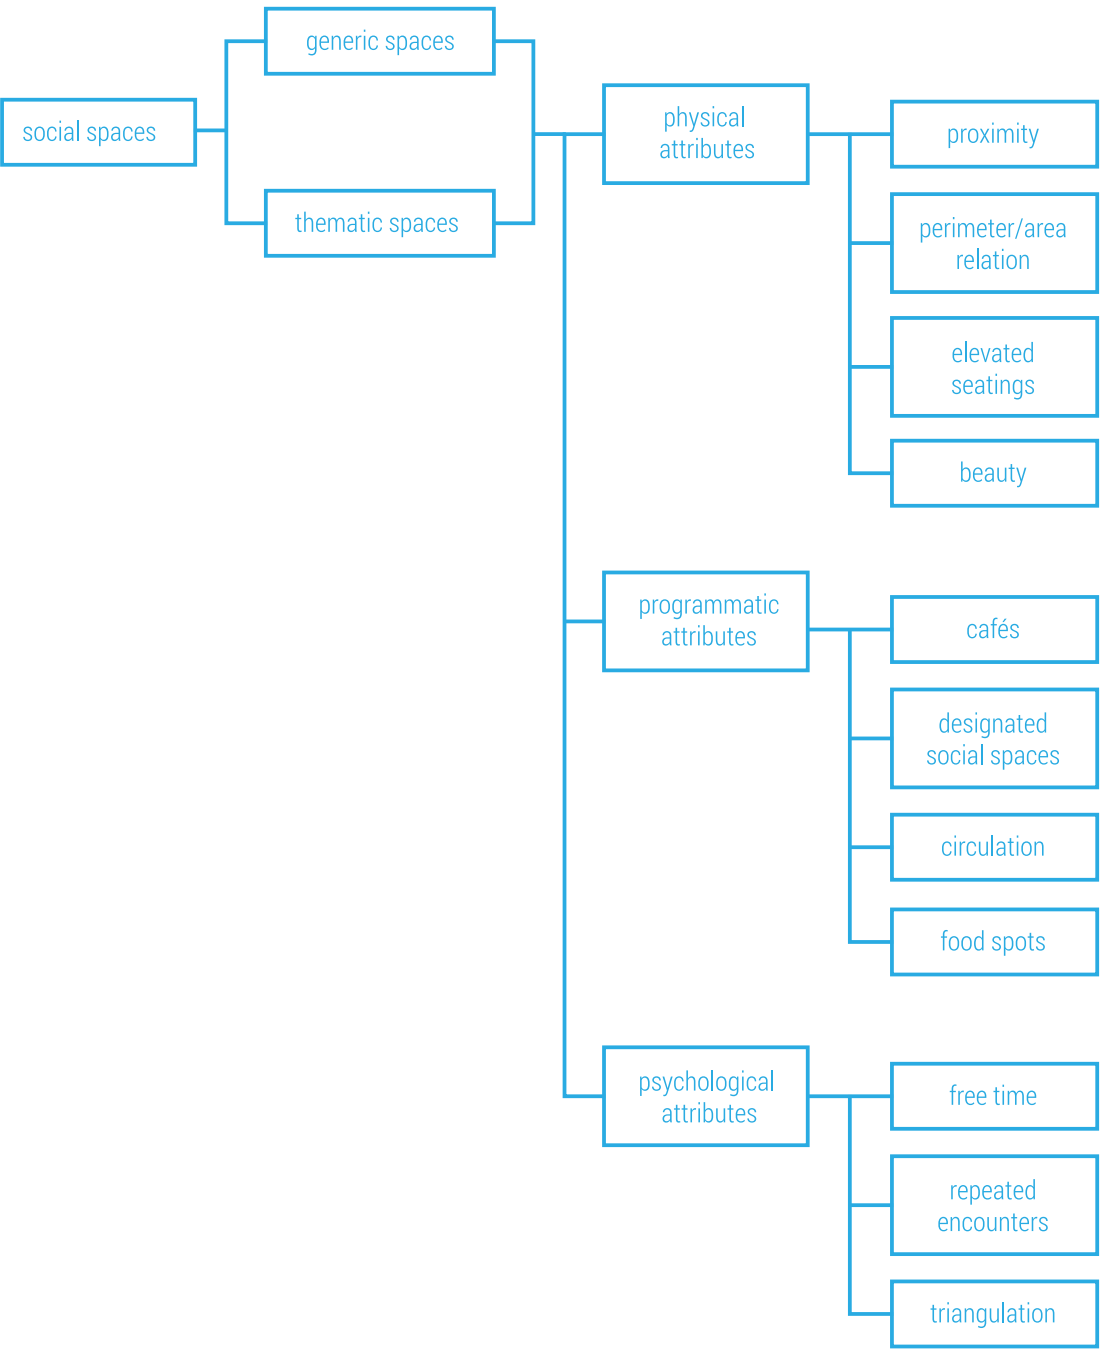 social spaces
generic spaces
thematic spaces
physical
attributes
proximity
perimeter/area
relation
elevated
seatings
beauty
programmatic
attributes
cafés
designated
social spaces
circulation
food spots
psychological
attributes
free time
repeated
encounters
triangulation